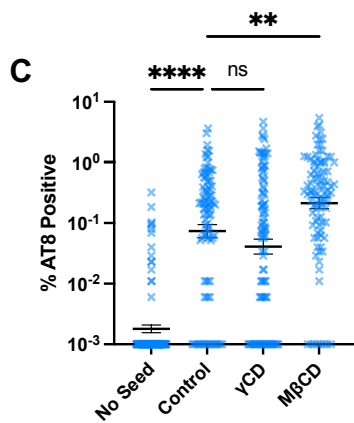 **
C
**** ns
% AT8 Positive
10¹
10⁰
10⁻¹
10⁻²
10⁻³
No Seed Control γCD MβCD